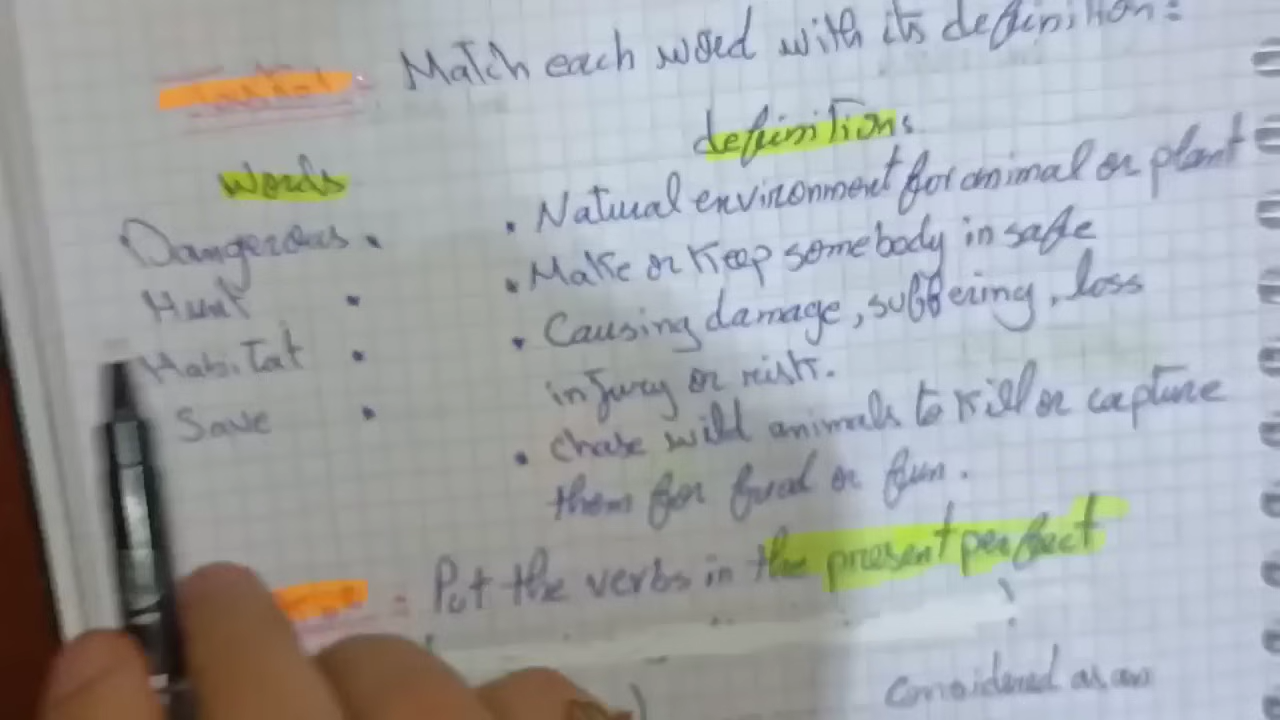 Match each word with its definition:
Words
definitions
Dangerous • • Natural environment for animal or plant
Hunt • • Make or Keep somebody in safe
Habitat • • Causing damage, suffering, loss
injury or risk.
Save • • chase wild animals to kill or capture
them for food or fun.
: Put the verbs in the present perfect
considered as an